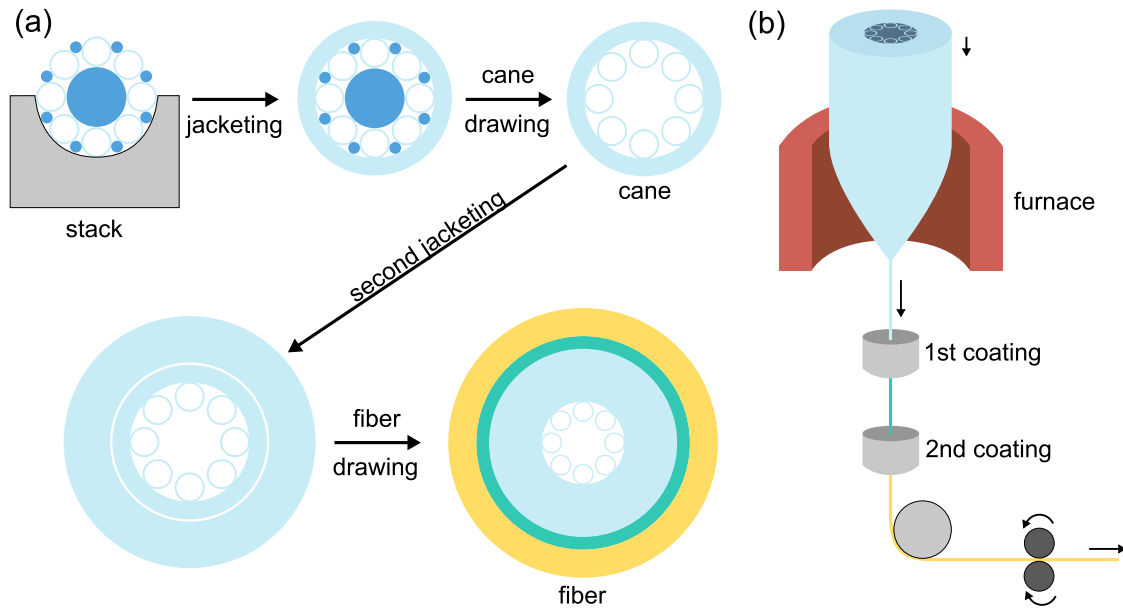 (a)
stack
jacketing
cane
drawing
cane
second jacketing
fiber
drawing
fiber
(b)
furnace
1st coating
2nd coating